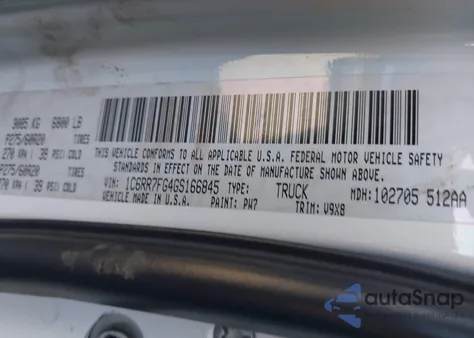 3085 KG 6800 LB
P275/60R20 TIRES
270 KPA / 39 PSI COLD
P275/60R20 TIRES
270 KPA / 39 PSI COLD
THIS VEHICLE CONFORMS TO ALL APPLICABLE U.S.A. FEDERAL MOTOR VEHICLE SAFETY
STANDARDS IN EFFECT ON THE DATE OF MANUFACTURE SHOWN ABOVE.
VIN: 1C6RR7FG4GS166845 TYPE: TRUCK MDH: 102705 512AA
VEHICLE MADE IN U.S.A. PAINT: PW7 TRIM: V9X8
autoSnap